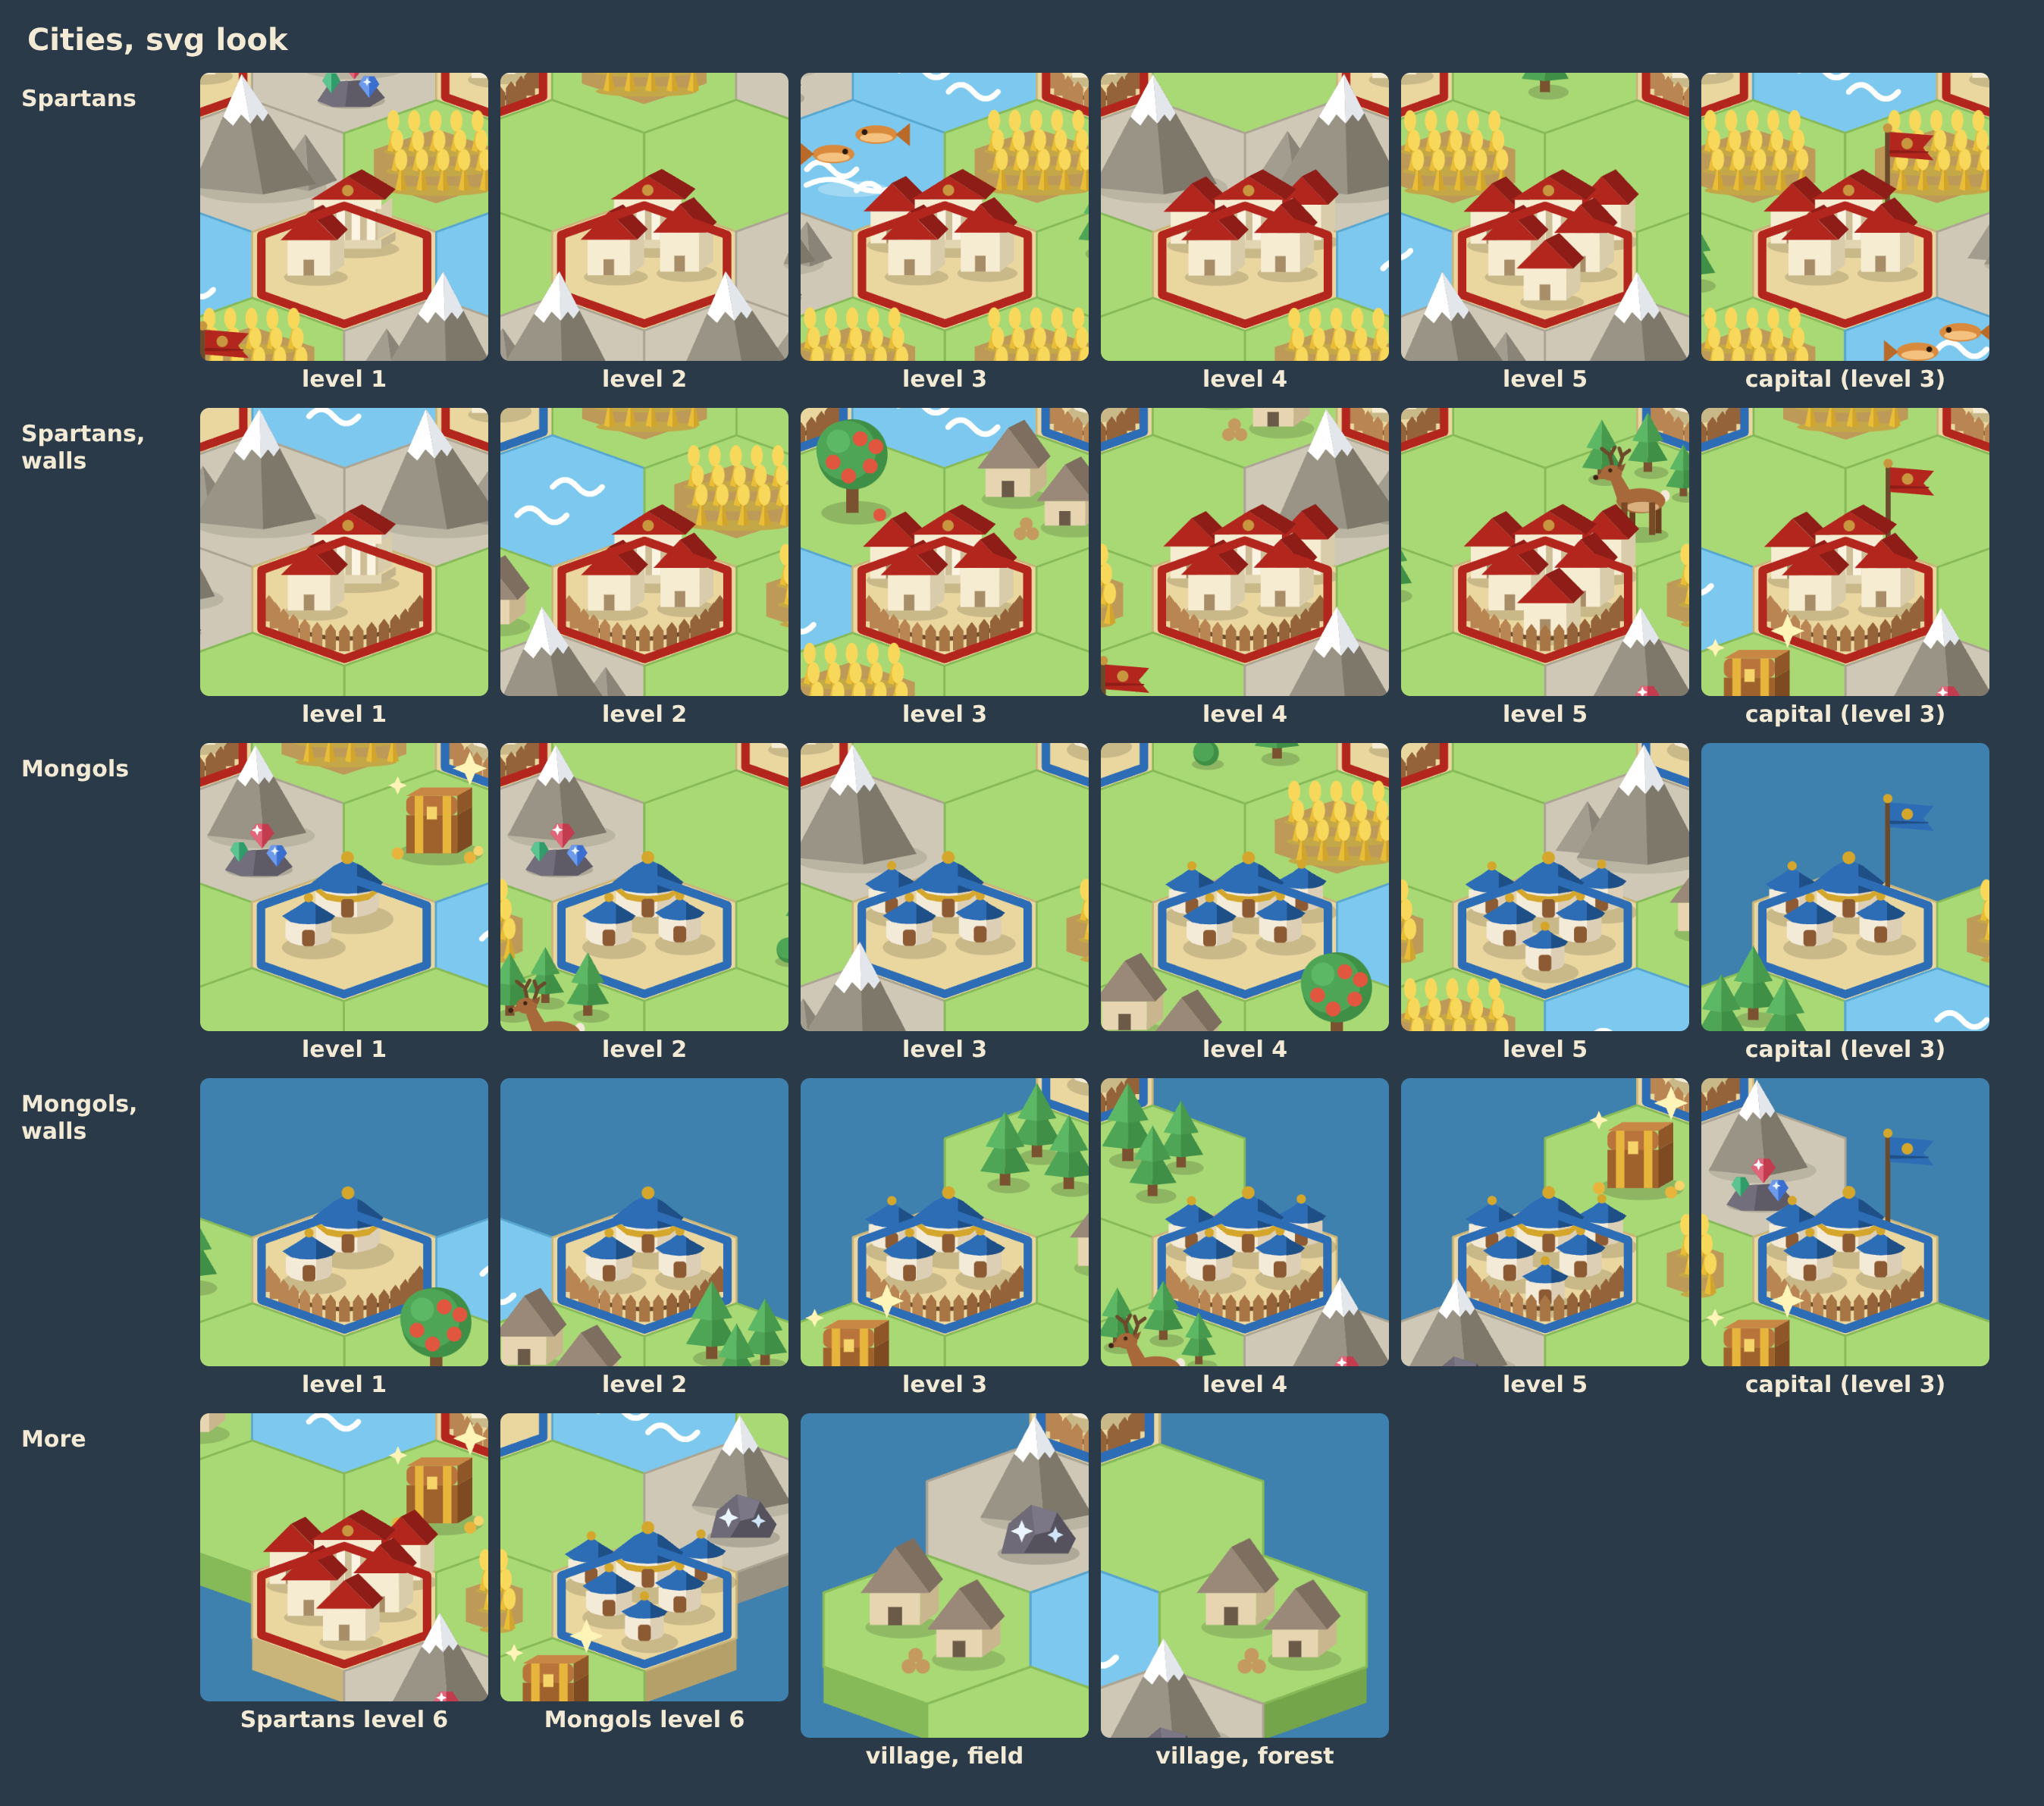 Cities, svg look
Spartans
level 1
level 2
level 3
level 4
level 5
capital (level 3)
Spartans,
walls
level 1
level 2
level 3
level 4
level 5
capital (level 3)
Mongols
level 1
level 2
level 3
level 4
level 5
capital (level 3)
Mongols,
walls
level 1
level 2
level 3
level 4
level 5
capital (level 3)
More
Spartans level 6
Mongols level 6
village, field
village, forest